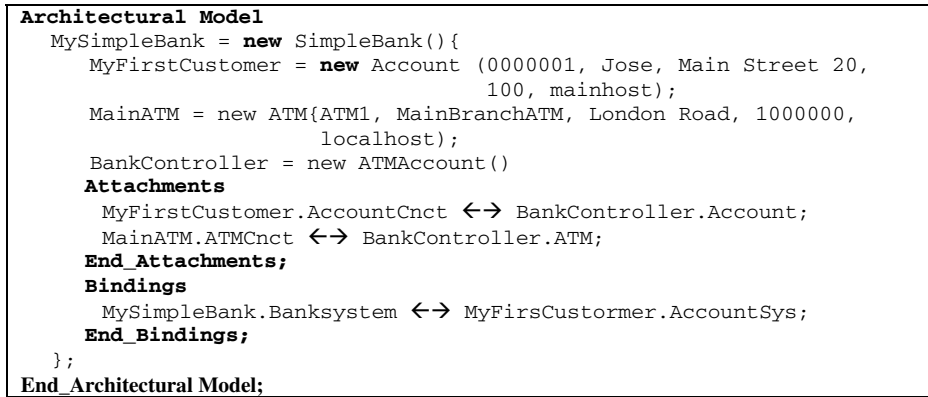 Architectural Model
MySimpleBank = new SimpleBank(){
MyFirstCustomer = new Account (0000001, Jose, Main Street 20,
100, mainhost);
MainATM = new ATM{ATM1, MainBranchATM, London Road, 1000000,
localhost);
BankController = new ATMAccount()
Attachments
MyFirstCustomer.AccountCnct ←→ BankController.Account;
MainATM.ATMCnct ←→ BankController.ATM;
End_Attachments;
Bindings
MySimpleBank.Banksystem ←→ MyFirsCustormer.AccountSys;
End_Bindings;
};
End_Architectural Model;